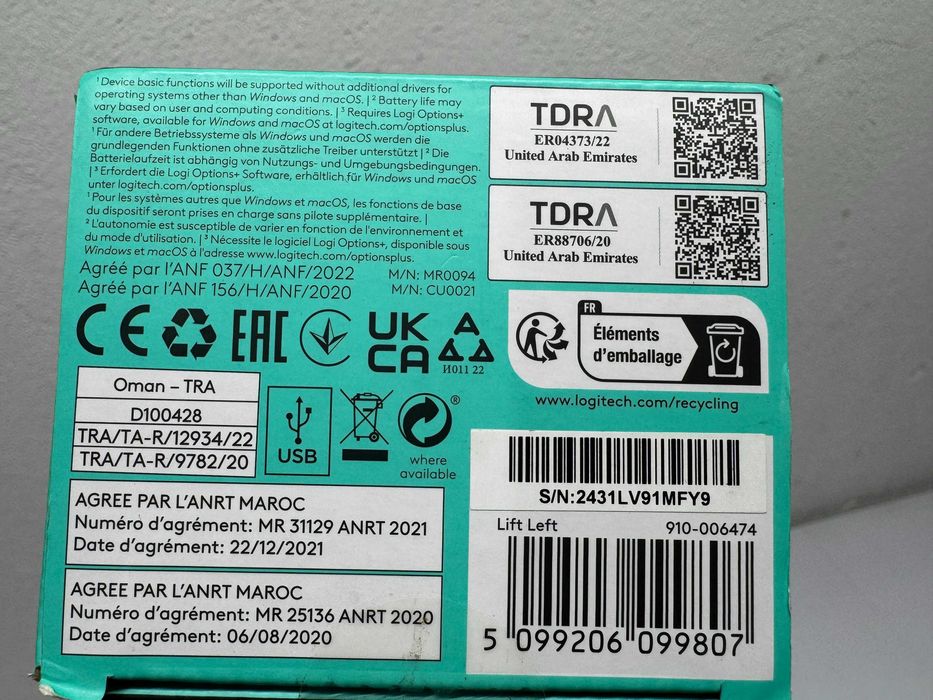 ¹ Device basic functions will be supported without additional drivers for
operating systems other than Windows and macOS. | ² Battery life may
vary based on user and computing conditions. | ³ Requires Logi Options+
software, available for Windows and macOS at logitech.com/optionsplus.
¹ Für andere Betriebssysteme als Windows und macOS werden die
grundlegenden Funktionen ohne zusätzliche Treiber unterstützt | ² Die
Batterielaufzeit ist abhängig von Nutzungs- und Umgebungsbedingungen.
| ³ Erfordert die Logi Options+ Software, erhältlich für Windows und macOS
unter logitech.com/optionsplus.
¹ Pour les systèmes autres que Windows et macOS, les fonctions de base
du dispositif seront prises en charge sans pilote supplémentaire. |
² L'autonomie est susceptible de varier en fonction de l'environnement et
du mode d'utilisation. | ³ Nécessite le logiciel Logi Options+, disponible sous
Windows et macOS à l'adresse www.logitech.com/optionsplus.
Agréé par l'ANF 037/H/ANF/2022 M/N: MR0094
Agréé par l'ANF 156/H/ANF/2020 M/N: CU0021
TDRA
ER04373/22
United Arab Emirates
TDRA
ER88706/20
United Arab Emirates
CE
EAC
UK
CA
И011 22
FR
Éléments
d'emballage
www.logitech.com/recycling
Oman – TRA
D100428
TRA/TA-R/12934/22
TRA/TA-R/9782/20
USB
®
where
available
AGREE PAR L'ANRT MAROC
Numéro d'agrément: MR 31129 ANRT 2021
Date d'agrément: 22/12/2021
AGREE PAR L'ANRT MAROC
Numéro d'agrément: MR 25136 ANRT 2020
Date d'agrément: 06/08/2020
S/N:2431LV91MFY9
Lift Left 910-006474
5 099206 099807